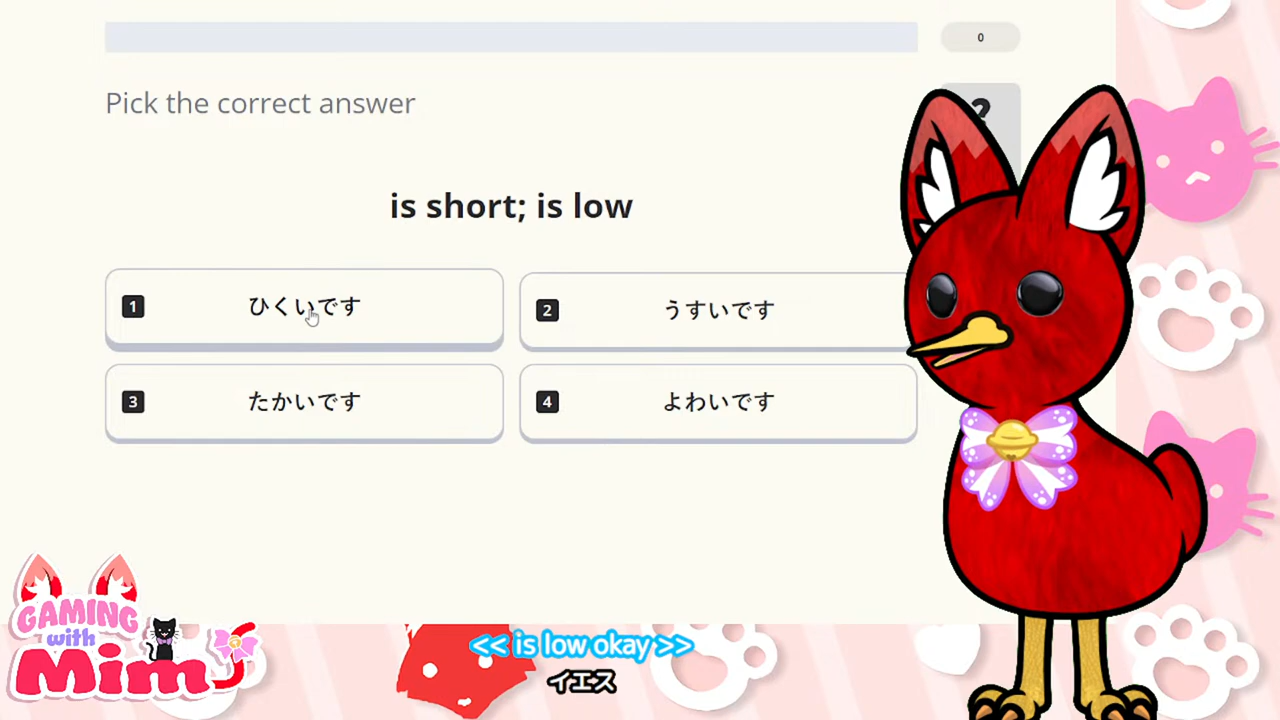 0
Pick the correct answer
?
is short; is low
1 ひくいです
2 うすいです
3 たかいです
4 よわいです
GAMING
with
Mim
<< is low okay >>
イエス